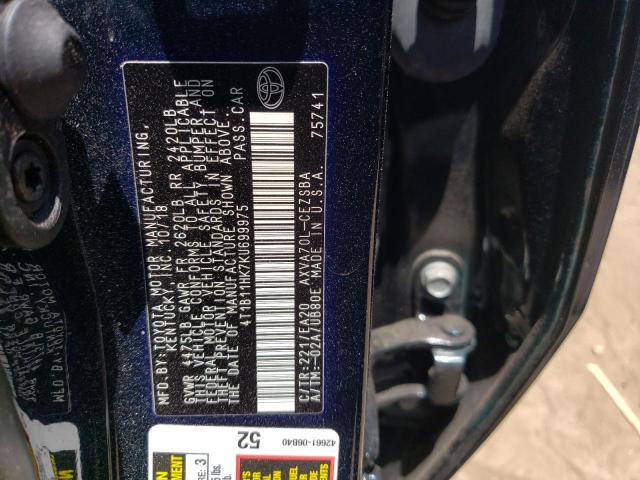 MFD.BY:TOYOTA MOTOR MANUFACTURING,
KENTUCKY, INC. 10/18
GVWR 4475LB GAWR FR 2620LB RR 2420LB
THIS VEHICLE CONFORMS TO ALL APPLICABLE
FEDERAL MOTOR VEHICLE SAFETY, BUMPER, AND
THEFT PREVENTION STANDARDS IN EFFECT ON
THE DATE OF MANUFACTURE SHOWN ABOVE.
4T1B11HK7KU699975 PASS.CAR
C/TR:221/EA20 AXVA70L-CEZSBA
A/TM:-02A/UB80E MADE IN U.S.A. 75741
42661-06B40
52